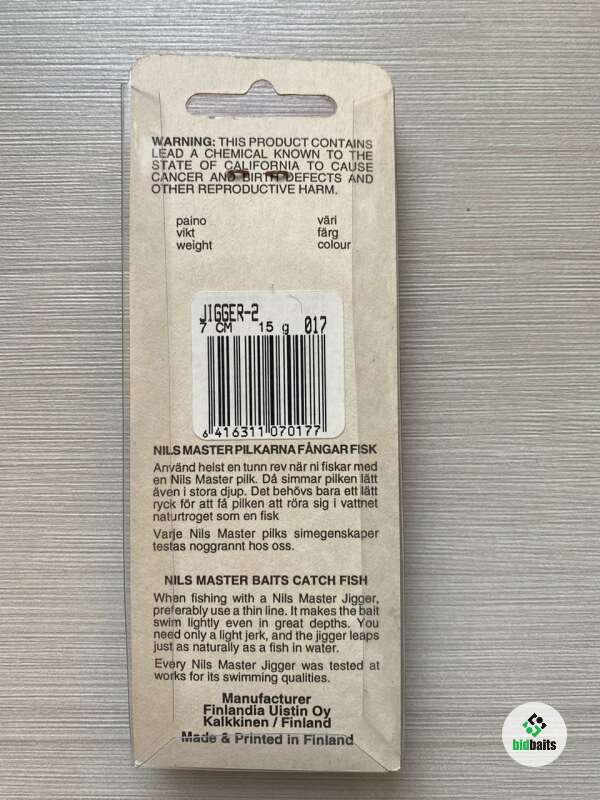 WARNING: THIS PRODUCT CONTAINS
LEAD A CHEMICAL KNOWN TO THE
STATE OF CALIFORNIA TO CAUSE
CANCER AND BIRTH DEFECTS AND
OTHER REPRODUCTIVE HARM.
paino väri
vikt färg
weight colour
JIGGER-2
7 CM 15 g 017
6 416311 070177
NILS MASTER PILKARNA FÅNGAR FISK
Använd helst en tunn rev när ni fiskar med
en Nils Master pilk. Då simmar pilken lätt
även i stora djup. Det behövs bara ett lätt
ryck för att få pilken att röra sig i vattnet
naturtroget som en fisk
Varje Nils Master pilks simegenskaper
testas noggrannt hos oss.
NILS MASTER BAITS CATCH FISH
When fishing with a Nils Master Jigger,
preferably use a thin line. It makes the bait
swim lightly even in great depths. You
need only a light jerk, and the jigger leaps
just as naturally as a fish in water.
Every Nils Master Jigger was tested at
works for its swimming qualities.
Manufacturer
Finlandia Uistin Oy
Kalkkinen / Finland
Made & Printed in Finland
bidbaits